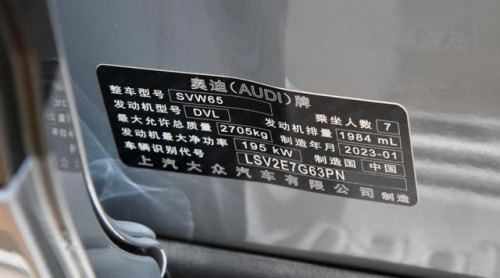 奥迪(AUDI)牌
整车型号 SVW65 乘坐人数 7
发动机型号 DVL 发动机排量 1984 mL
最大允许总质量 2705kg 制造年月 2023-01
发动机最大净功率 195 kW 制造国 中国
车辆识别代号 LSV2E7G63PN
上汽大众汽车有限公司 制造